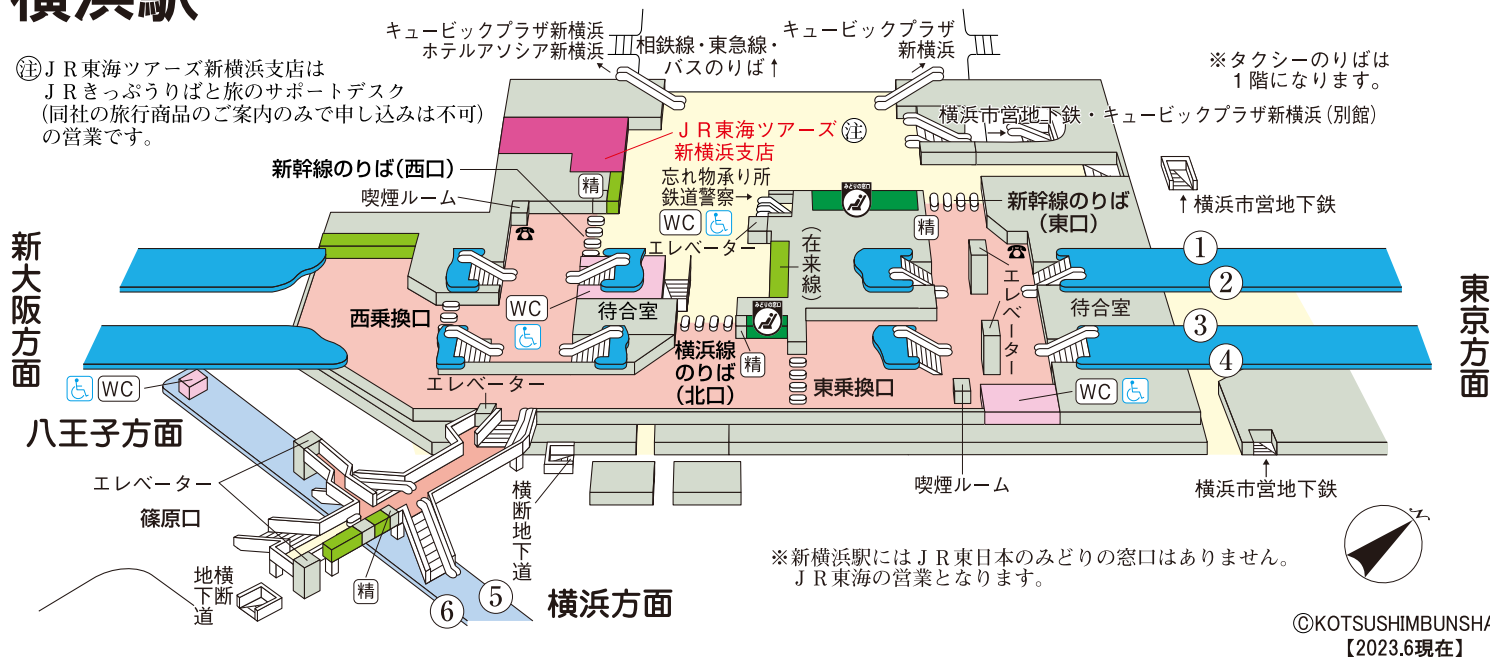 横浜駅
キュービックプラザ新横浜
ホテルアソシア新横浜
相鉄線・東急線・
バスのりば↑
キュービックプラザ
新横浜
※タクシーのりばは
1階になります。
注 JR東海ツアーズ新横浜支店は
JRきっぷうりばと旅のサポートデスク
(同社の旅行商品のご案内のみで申し込みは不可)
の営業です。
横浜市営地下鉄・キュービックプラザ新横浜(別館)
JR東海ツアーズ 注
新横浜支店
新幹線のりば(西口)
喫煙ルーム
精
忘れ物承り所
鉄道警察→
WC
エレベーター
みどりの窓口
(在来線)
精
新幹線のりば
(東口)
↑横浜市営地下鉄
新大阪方面
東京方面
①
②
③
④
エレベーター
待合室
WC
待合室
西乗換口
みどりの窓口
横浜線
のりば
(北口)
精
東乗換口
WC
エレベーター
WC
八王子方面
エレベーター
篠原口
横断地下道
喫煙ルーム
↑
横浜市営地下鉄
横断
地下道
精
⑥
⑤
横浜方面
※新横浜駅にはJR東日本のみどりの窓口はありません。
JR東海の営業となります。
N
©KOTSUSHIMBUNSHA
【2023.6現在】